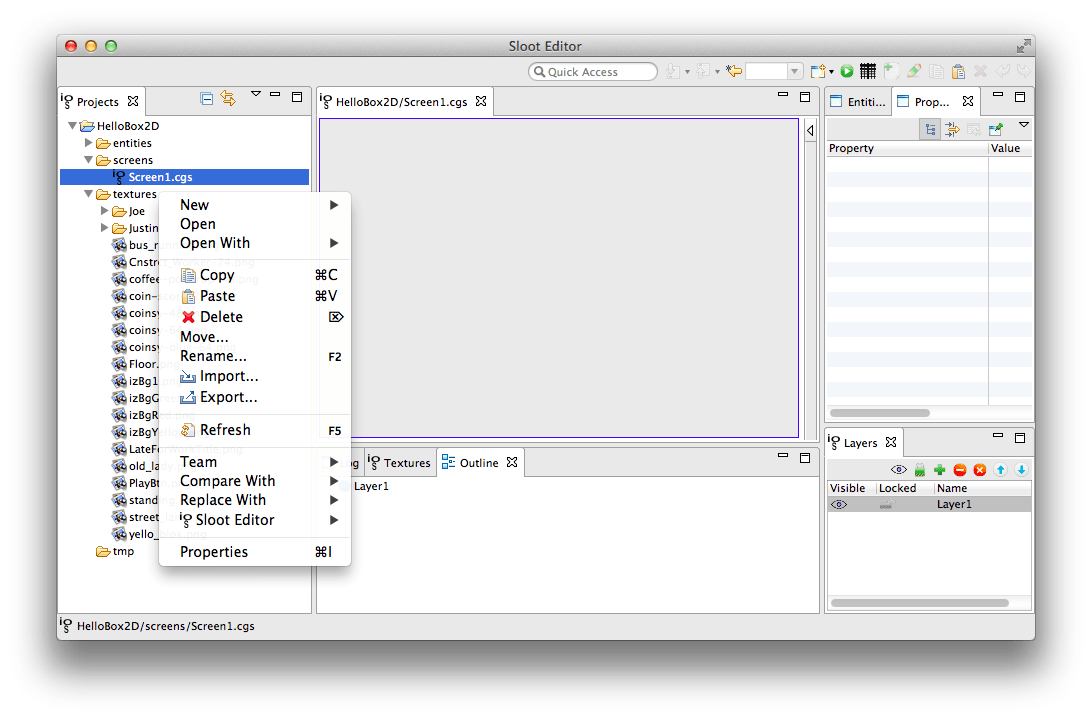 Sloot Editor
Quick Access
Projects
HelloBox2D/Screen1.cgs
Entiti...
Prop...
HelloBox2D
entities
screens
Screen1.cgs
textures
Joe
Justin
bus_r
Cnstr
coffee
coin-
coinsy
coinsy
coinsy
Floor.
izBg1
izBgG
izBgR
izBgY
LateFo
old_la
PlayBt
stand
street
yello_
tmp
New
Open
Open With
Copy ⌘C
Paste ⌘V
Delete ⌦
Move...
Rename... F2
Import...
Export...
Refresh F5
Team
Compare With
Replace With
Sloot Editor
Properties ⌘I
Textures
Outline
Layer1
Property Value
Layers
Visible Locked Name
Layer1
HelloBox2D/screens/Screen1.cgs